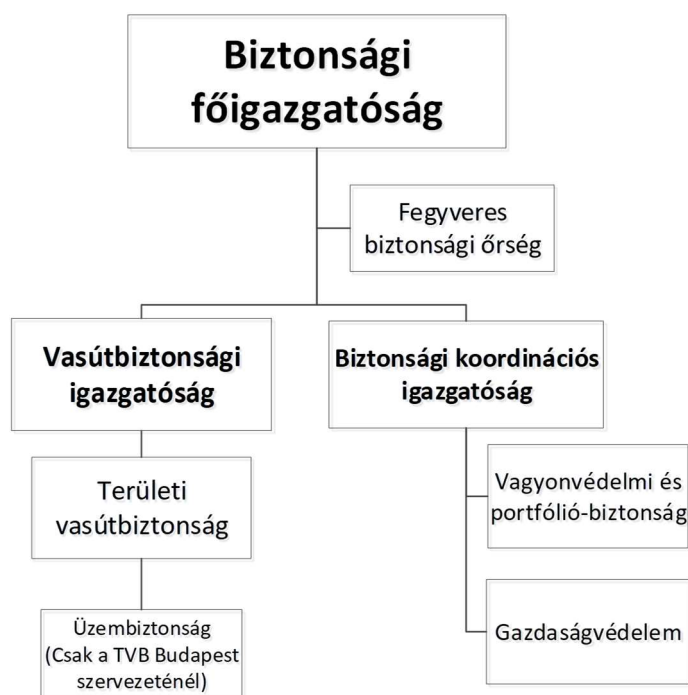 Biztonsági
főigazgatóság
Fegyveres
biztonsági őrség
Vasútbiztonsági
igazgatóság
Biztonsági koordinációs
igazgatóság
Területi
vasútbiztonság
Üzembiztonság
(Csak a TVB Budapest
szervezeténél)
Vagyonvédelmi és
portfólió-biztonság
Gazdaságvédelem